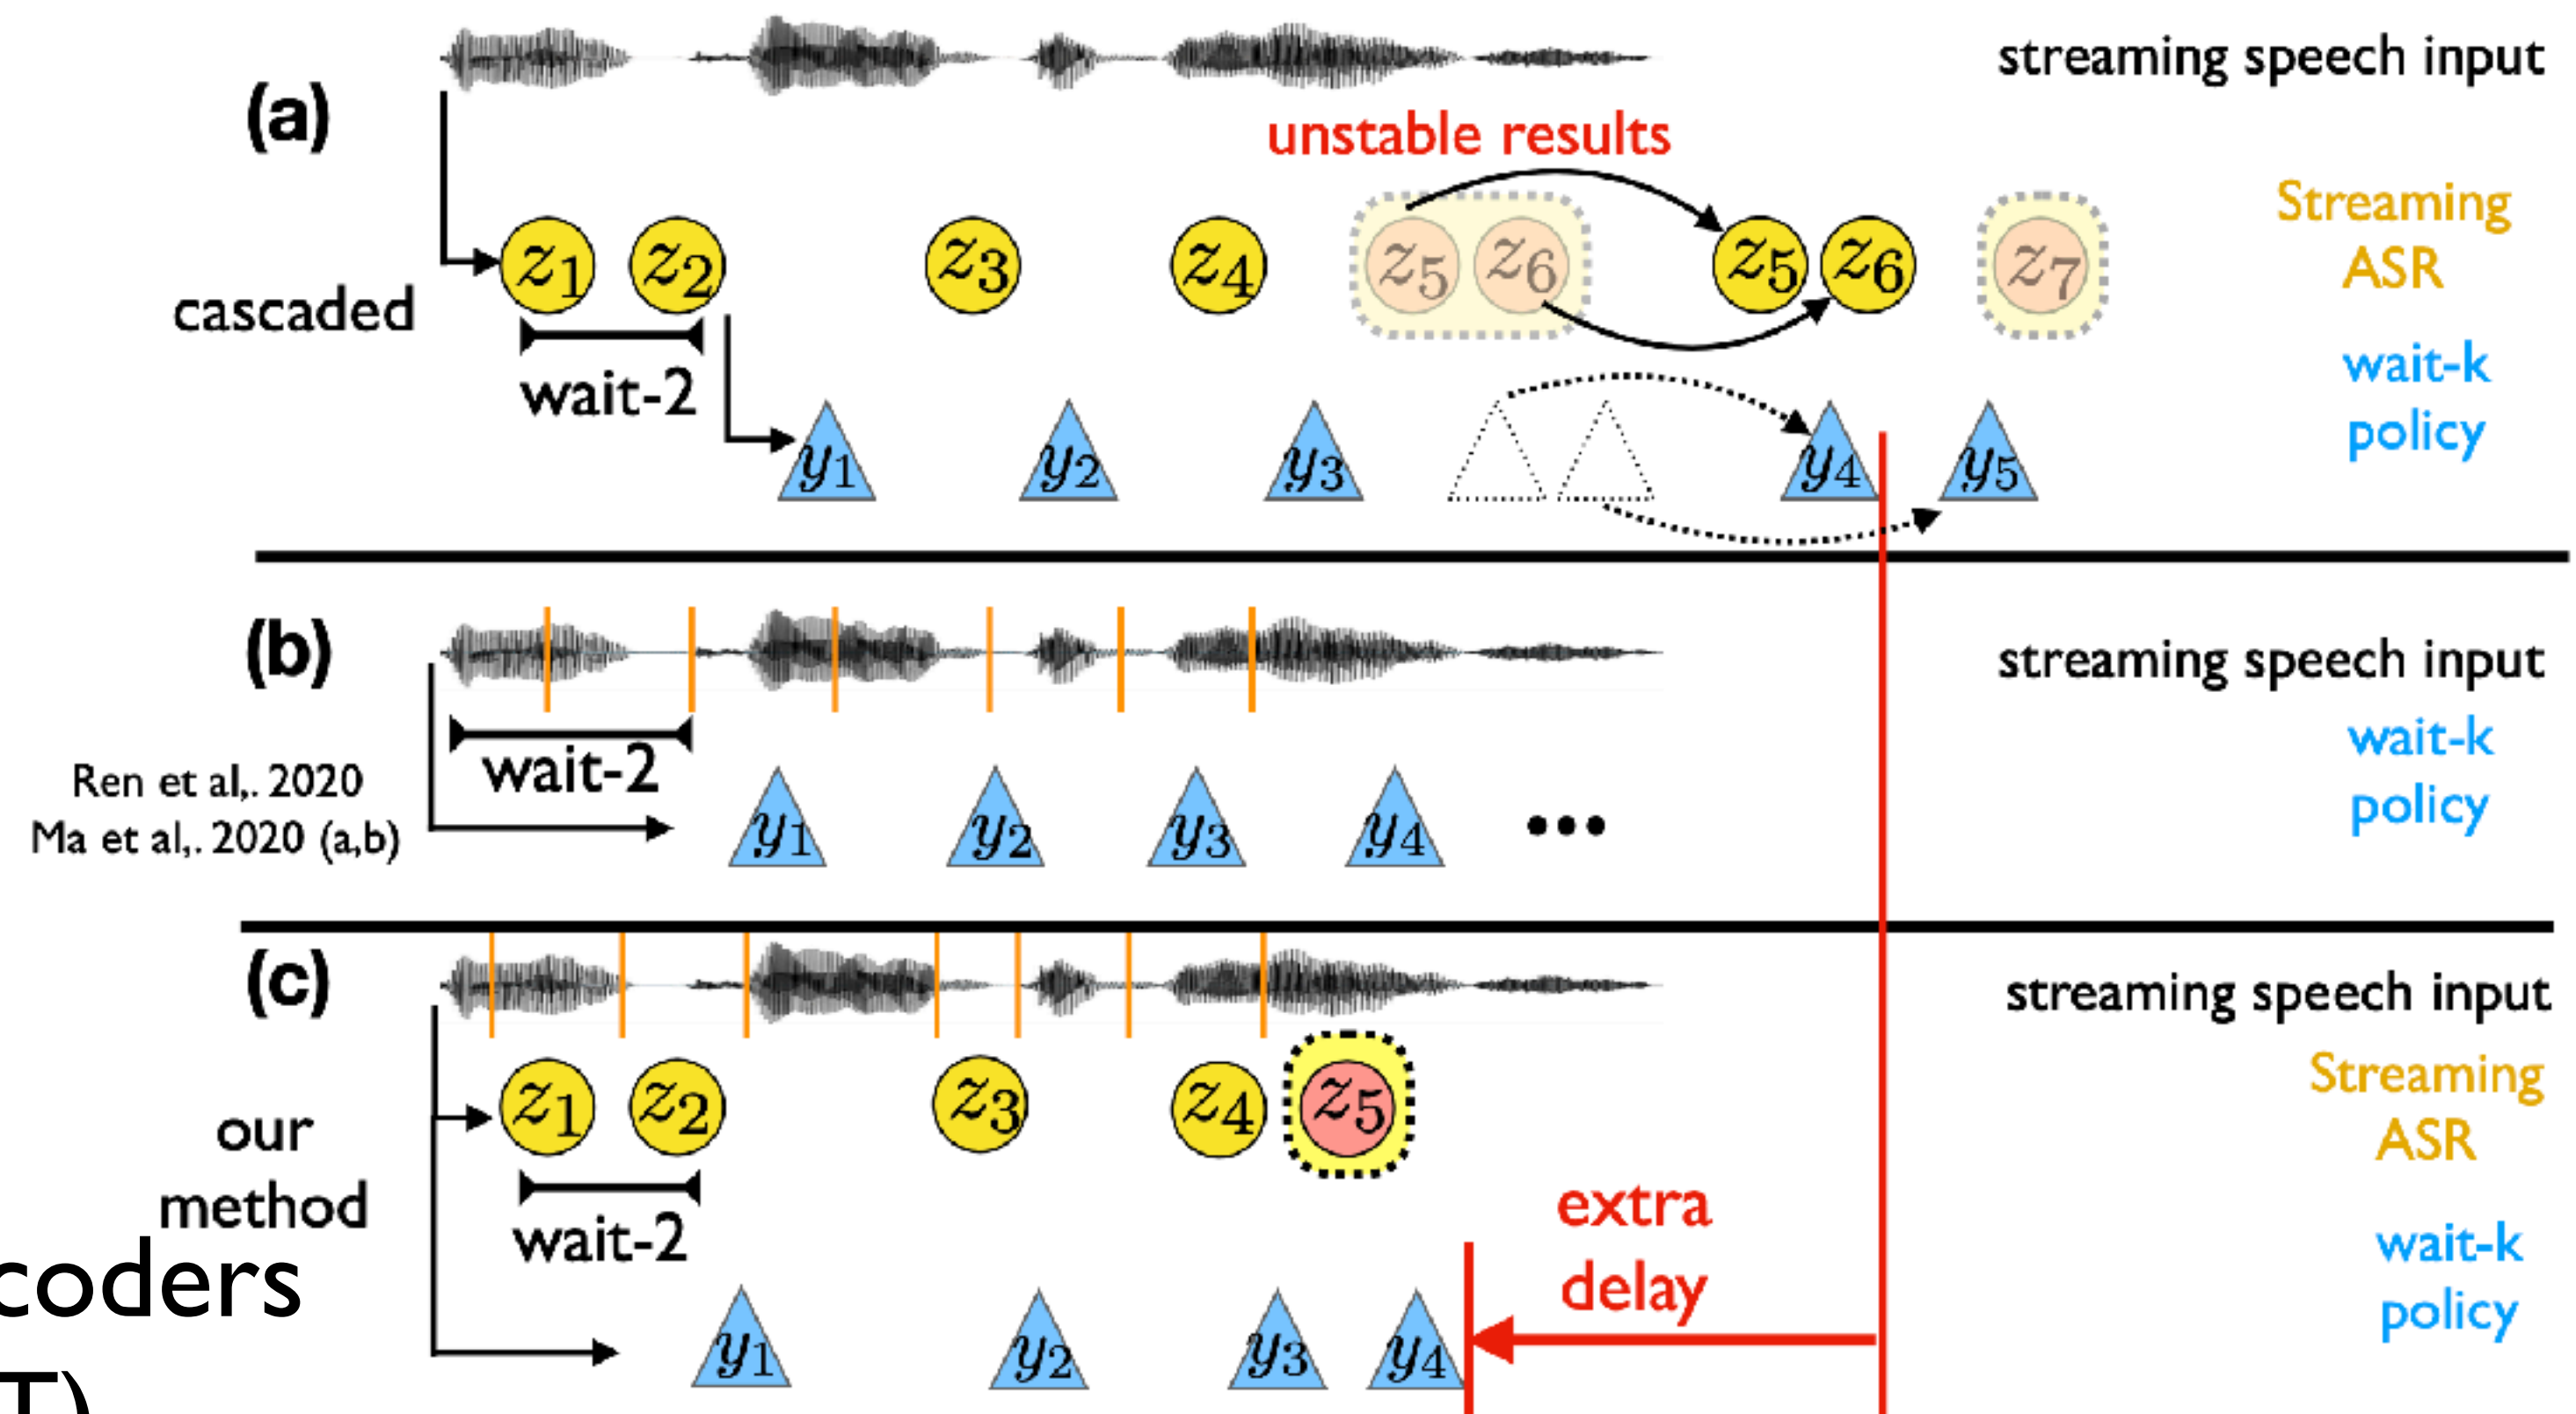 streaming speech input
(a)
unstable results
Streaming
ASR
z1 z2 z3 z4 z5 z6 z5 z6 z7
cascaded
wait-2
wait-k
policy
y1 y2 y3 y4 y5
(b)
streaming speech input
wait-2
wait-k
policy
Ren et al,. 2020
Ma et al,. 2020 (a,b)
y1 y2 y3 y4 •••
(c)
streaming speech input
z1 z2 z3 z4 z5
Streaming
ASR
our
method
wait-2
extra
delay
wait-k
policy
coders
T)
y1 y2 y3 y4